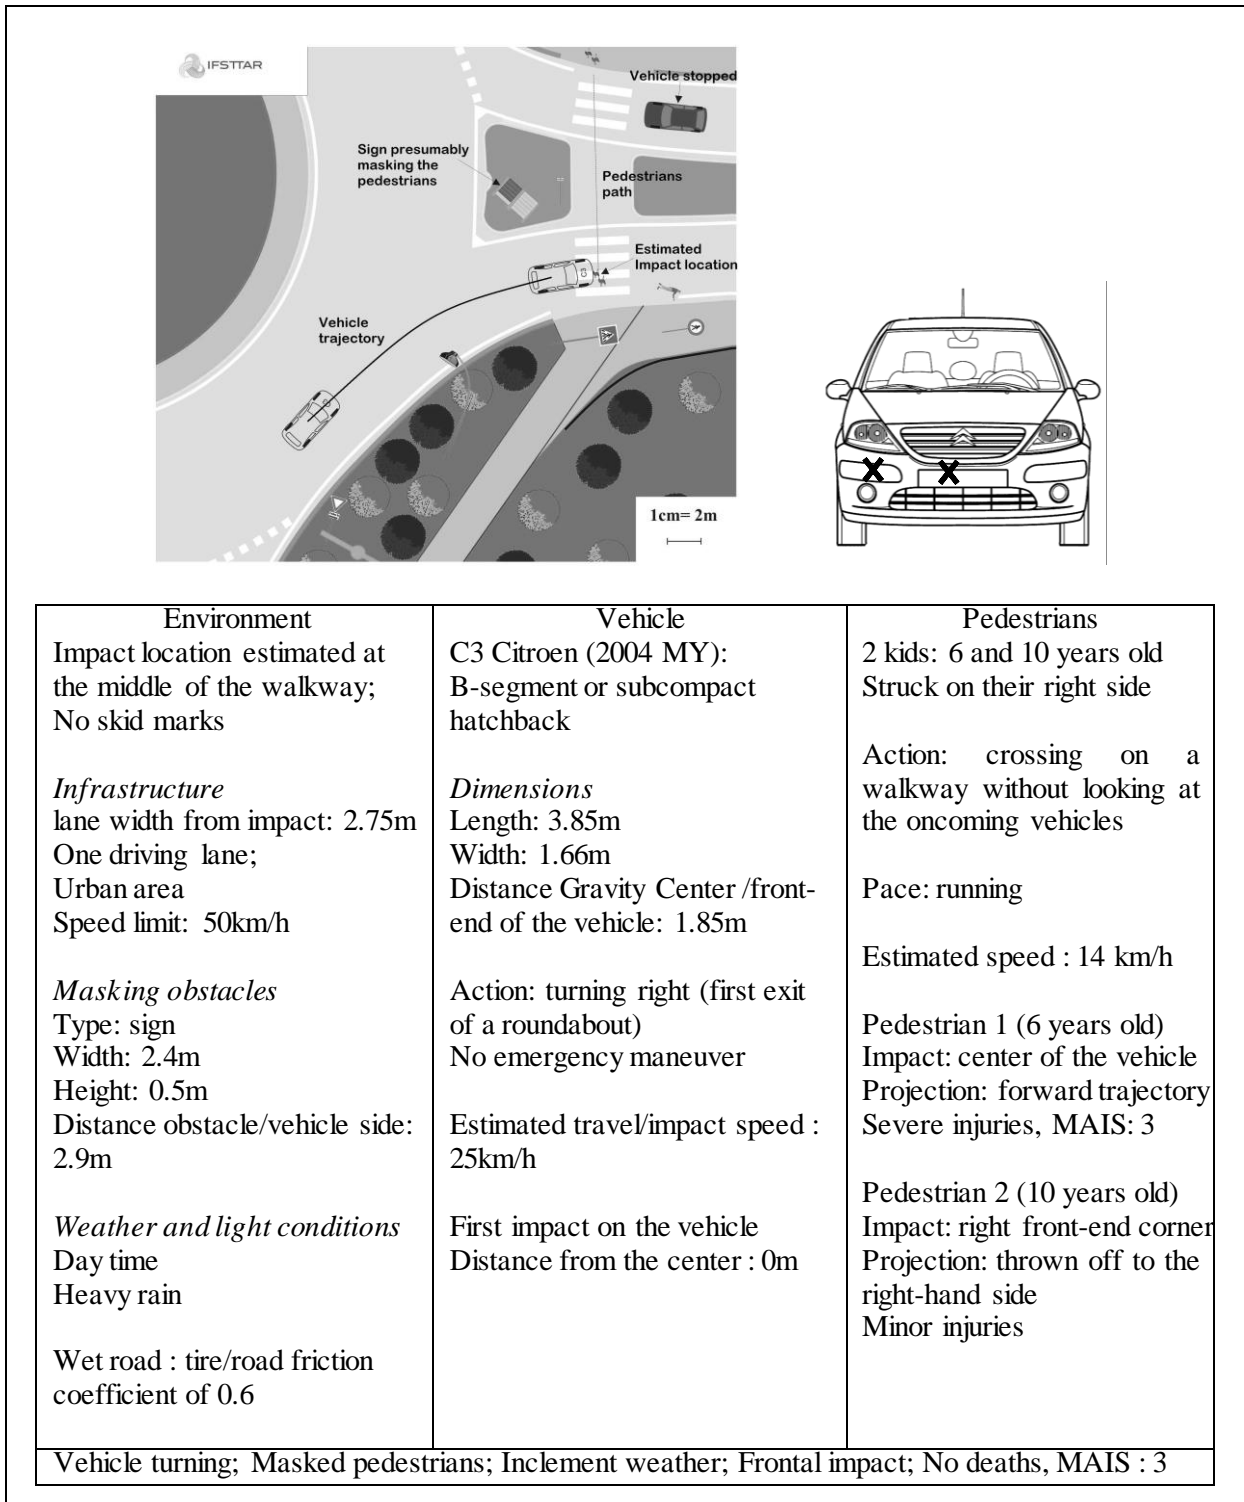 IFSTTAR
Vehicle stopped
Sign presumably
masking the
pedestrians
Pedestrians
path
Estimated
Impact location
Vehicle
trajectory
1cm= 2m
Environment
Impact location estimated at
the middle of the walkway;
No skid marks
Infrastructure
lane width from impact: 2.75m
One driving lane;
Urban area
Speed limit: 50km/h
Masking obstacles
Type: sign
Width: 2.4m
Height: 0.5m
Distance obstacle/vehicle side:
2.9m
Weather and light conditions
Day time
Heavy rain
Wet road : tire/road friction
coefficient of 0.6
Vehicle
C3 Citroen (2004 MY):
B-segment or subcompact
hatchback
Dimensions
Length: 3.85m
Width: 1.66m
Distance Gravity Center /front-
end of the vehicle: 1.85m
Action: turning right (first exit
of a roundabout)
No emergency maneuver
Estimated travel/impact speed :
25km/h
First impact on the vehicle
Distance from the center : 0m
Pedestrians
2 kids: 6 and 10 years old
Struck on their right side
Action: crossing on a
walkway without looking at
the oncoming vehicles
Pace: running
Estimated speed : 14 km/h
Pedestrian 1 (6 years old)
Impact: center of the vehicle
Projection: forward trajectory
Severe injuries, MAIS: 3
Pedestrian 2 (10 years old)
Impact: right front-end corner
Projection: thrown off to the
right-hand side
Minor injuries
Vehicle turning; Masked pedestrians; Inclement weather; Frontal impact; No deaths, MAIS : 3